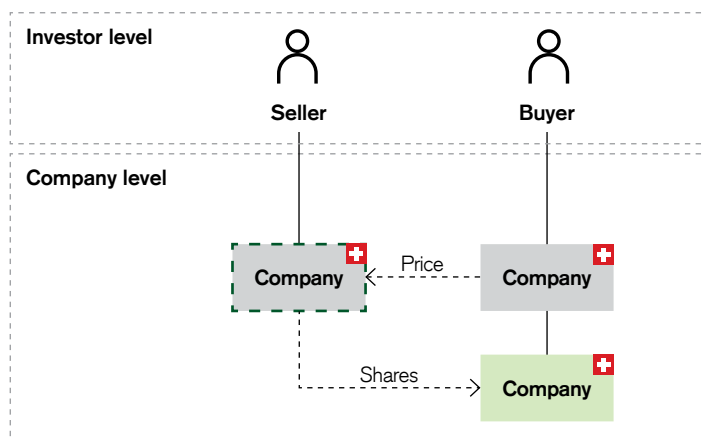 Investor level
Seller
Buyer
Company level
Company
Price
Company
Shares
Company